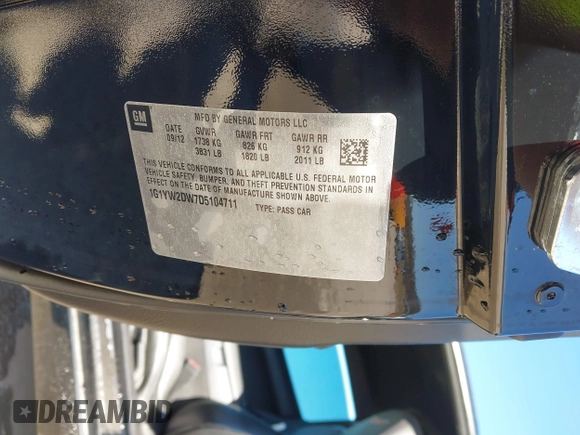 GM
MFD BY GENERAL MOTORS LLC
DATE GVWR GAWR FRT GAWR RR
09/12 1738 KG 826 KG 912 KG
3831 LB 1820 LB 2011 LB
THIS VEHICLE CONFORMS TO ALL APPLICABLE U.S. FEDERAL MOTOR
VEHICLE SAFETY, BUMPER, AND THEFT PREVENTION STANDARDS IN
EFFECT ON THE DATE OF MANUFACTURE SHOWN ABOVE.
1G1YW2DW7D5104711 TYPE: PASS CAR
DREAMBID